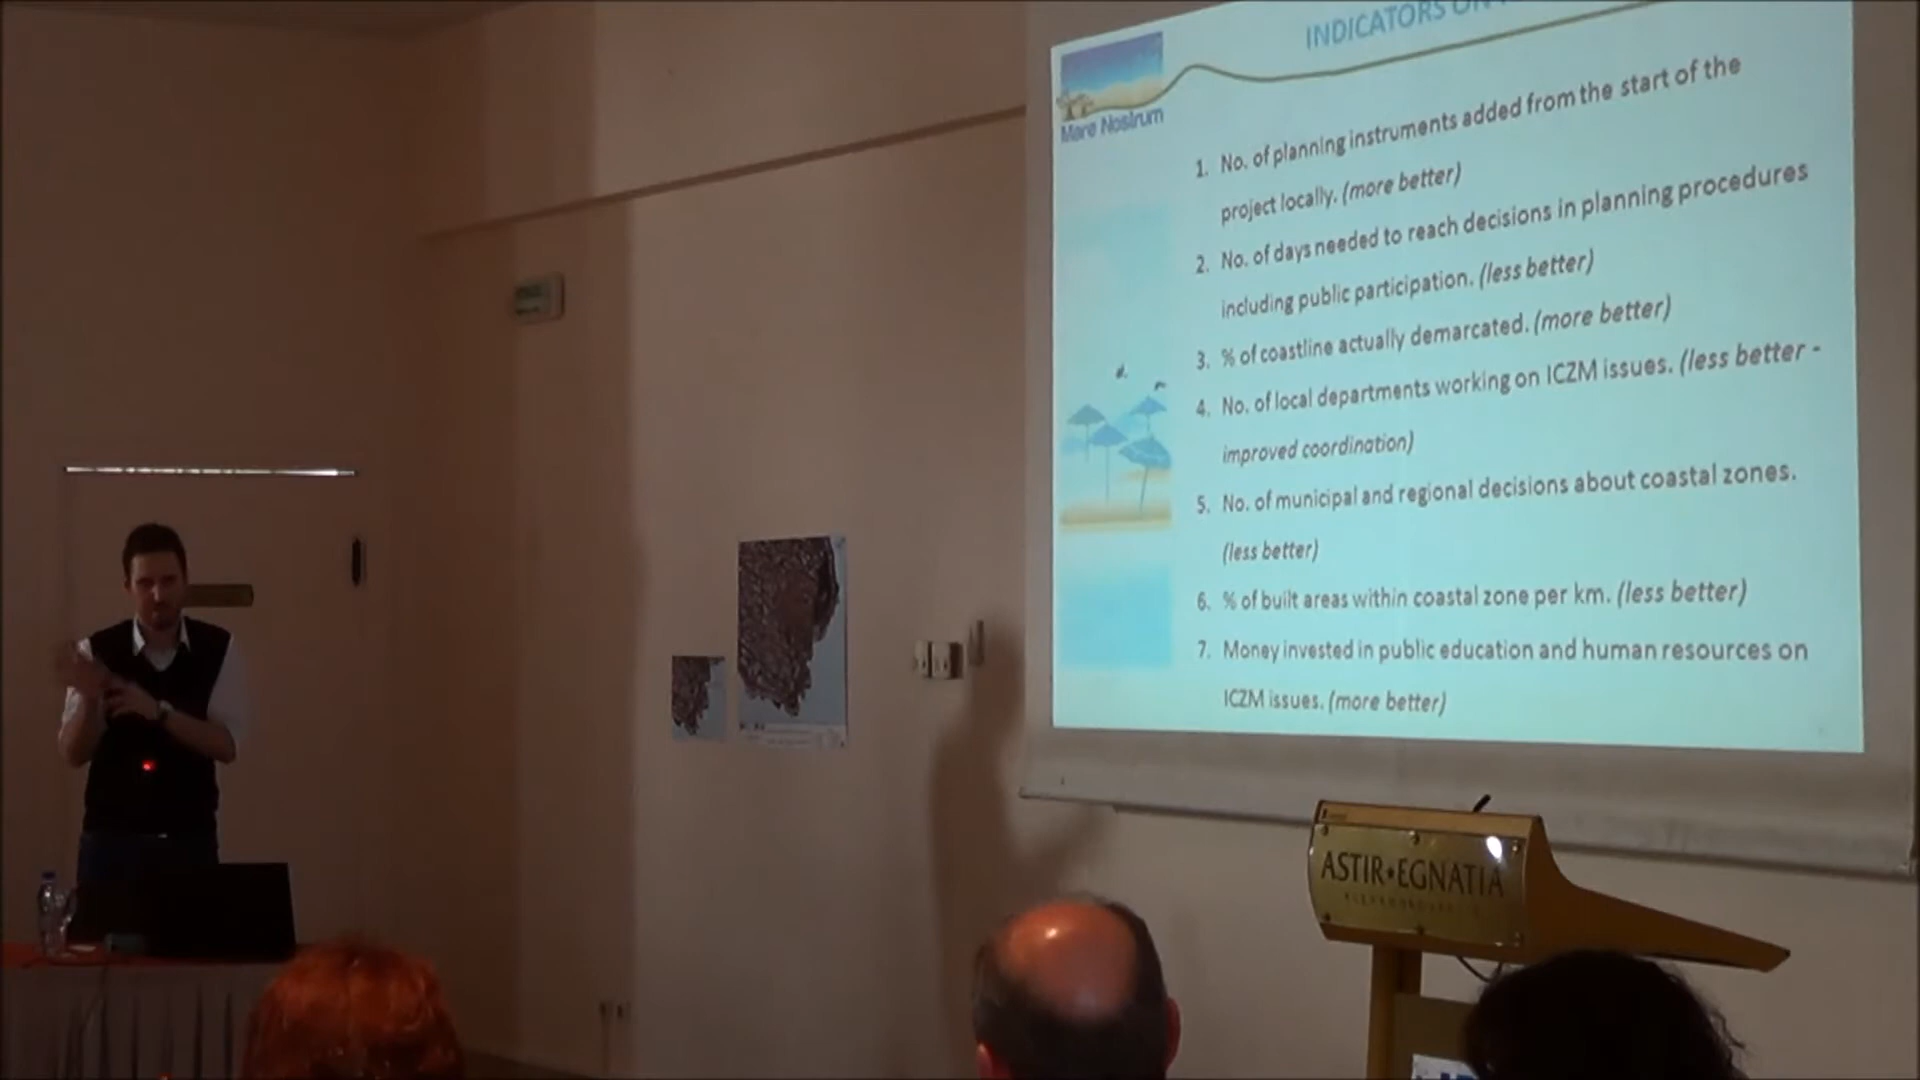 INDICATORS ON
Mare Nostrum
1. No. of planning instruments added from the start of the
project locally. (more better)
2. No. of days needed to reach decisions in planning procedures
including public participation. (less better)
3. % of coastline actually demarcated. (more better)
4. No. of local departments working on ICZM issues. (less better -
improved coordination)
5. No. of municipal and regional decisions about coastal zones.
(less better)
6. % of built areas within coastal zone per km. (less better)
7. Money invested in public education and human resources on
ICZM issues. (more better)
ASTIR•EGNATIA